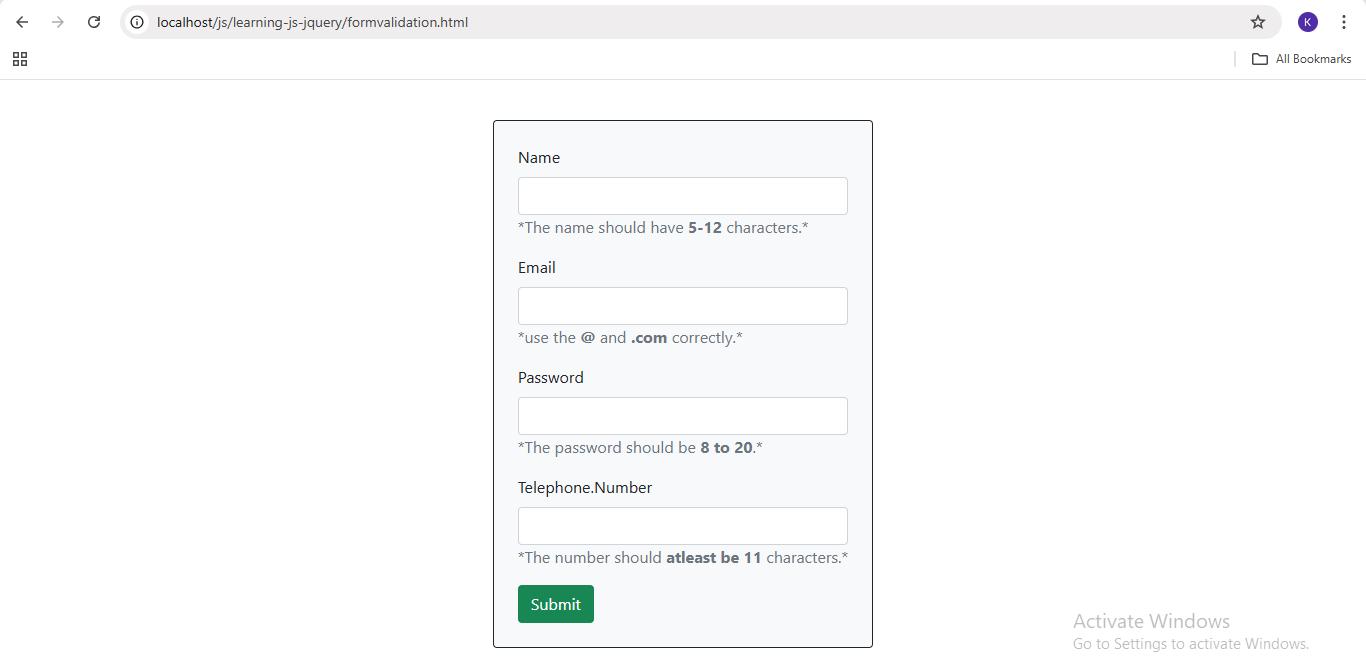 localhost/js/learning-js-jquery/formvalidation.html
K
All Bookmarks
Name
*The name should have 5-12 characters.*
Email
*use the @ and .com correctly.*
Password
*The password should be 8 to 20.*
Telephone.Number
*The number should atleast be 11 characters.*
Submit
Activate Windows
Go to Settings to activate Windows.